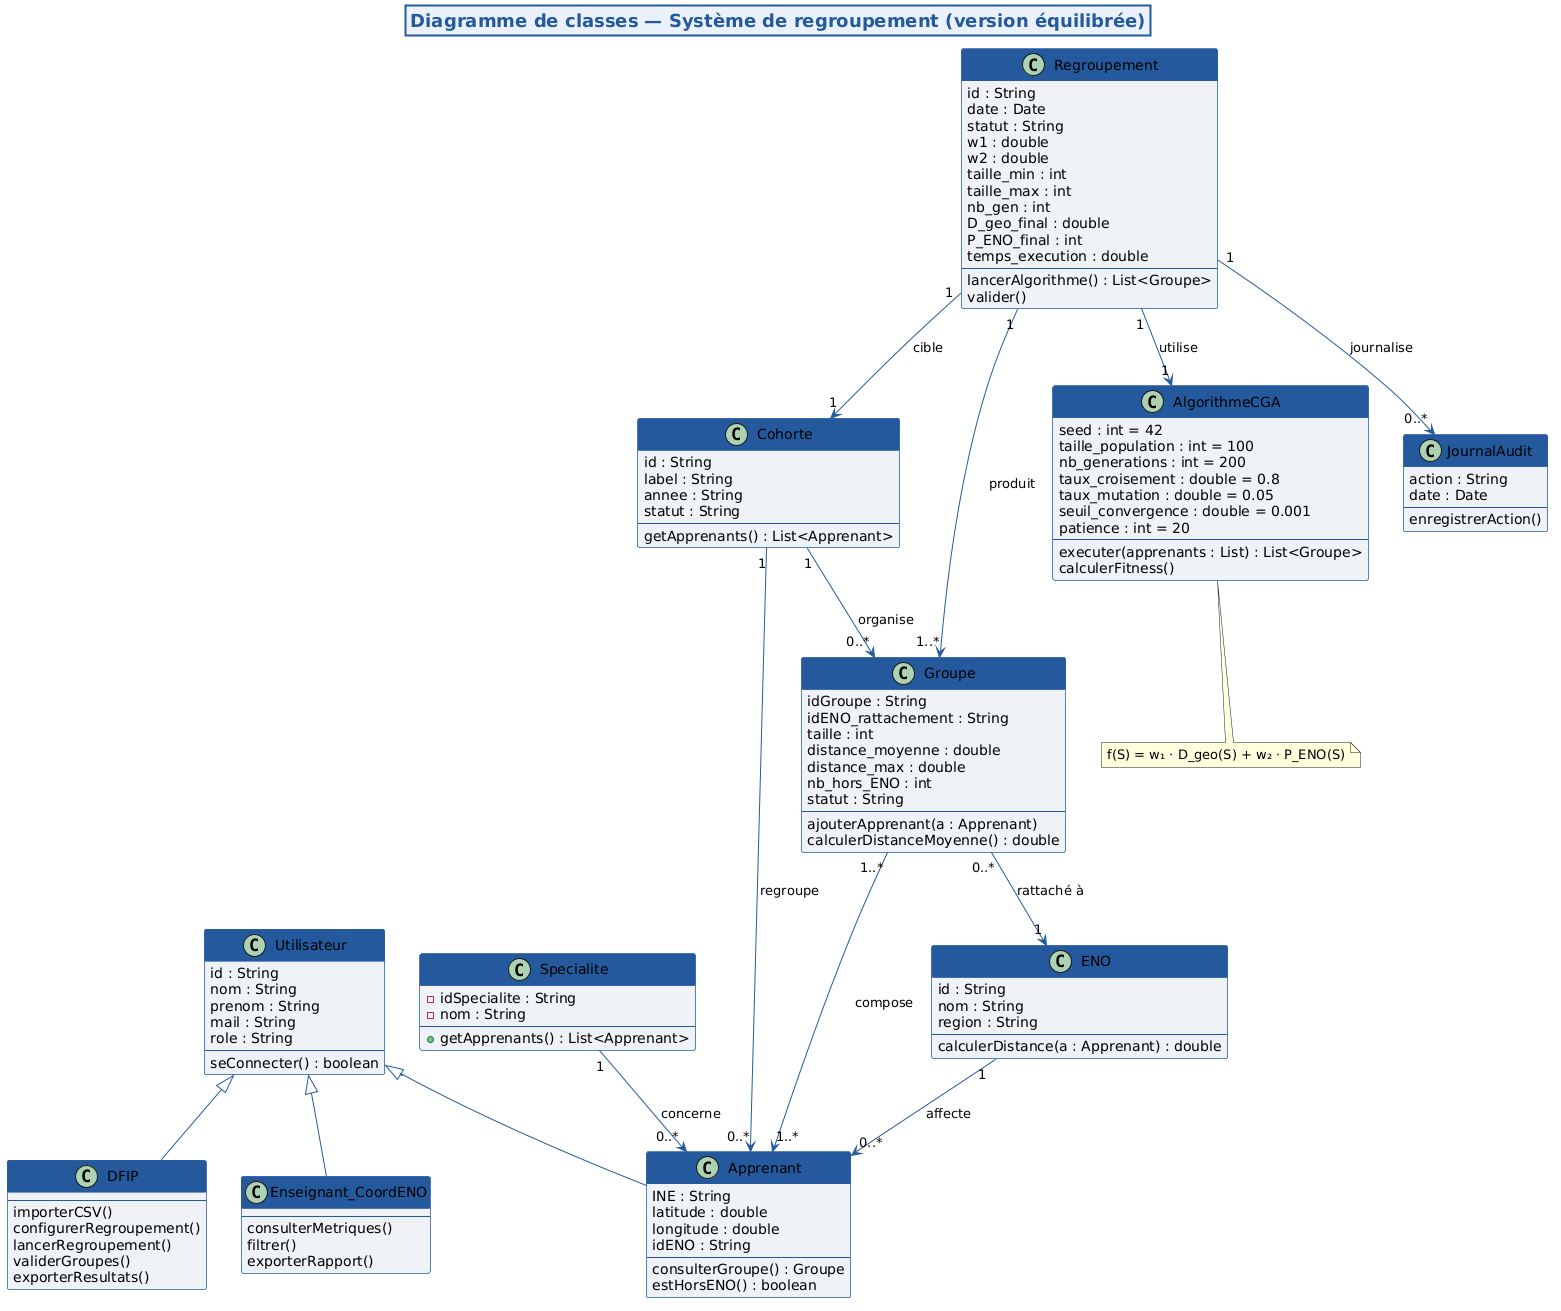 Diagramme de classes — Système de regroupement (version équilibrée)
C Regroupement
id : String
date : Date
statut : String
w1 : double
w2 : double
taille_min : int
taille_max : int
nb_gen : int
D_geo_final : double
P_ENO_final : int
temps_execution : double
lancerAlgorithme() : List<Groupe>
valider()
1
1
1
1
cible
utilise
journalise
1
1
0..*
C Cohorte
id : String
label : String
annee : String
statut : String
getApprenants() : List<Apprenant>
produit
C AlgorithmeCGA
seed : int = 42
taille_population : int = 100
nb_generations : int = 200
taux_croisement : double = 0.8
taux_mutation : double = 0.05
seuil_convergence : double = 0.001
patience : int = 20
executer(apprenants : List) : List<Groupe>
calculerFitness()
C JournalAudit
action : String
date : Date
enregistrerAction()
1
1
organise
0..*
1..*
C Groupe
idGroupe : String
idENO_rattachement : String
taille : int
distance_moyenne : double
distance_max : double
nb_hors_ENO : int
statut : String
ajouterApprenant(a : Apprenant)
calculerDistanceMoyenne() : double
f(S) = w₁ · D_geo(S) + w₂ · P_ENO(S)
1..*
0..*
regroupe
rattaché à
1
C Utilisateur
id : String
nom : String
prenom : String
mail : String
role : String
seConnecter() : boolean
C Specialite
idSpecialite : String
nom : String
getApprenants() : List<Apprenant>
compose
C ENO
id : String
nom : String
region : String
calculerDistance(a : Apprenant) : double
1
1
concerne
affecte
0..*
0..*
1..*
0..*
C DFIP
importerCSV()
configurerRegroupement()
lancerRegroupement()
validerGroupes()
exporterResultats()
C Enseignant_CoordENO
consulterMetriques()
filtrer()
exporterRapport()
C Apprenant
INE : String
latitude : double
longitude : double
idENO : String
consulterGroupe() : Groupe
estHorsENO() : boolean